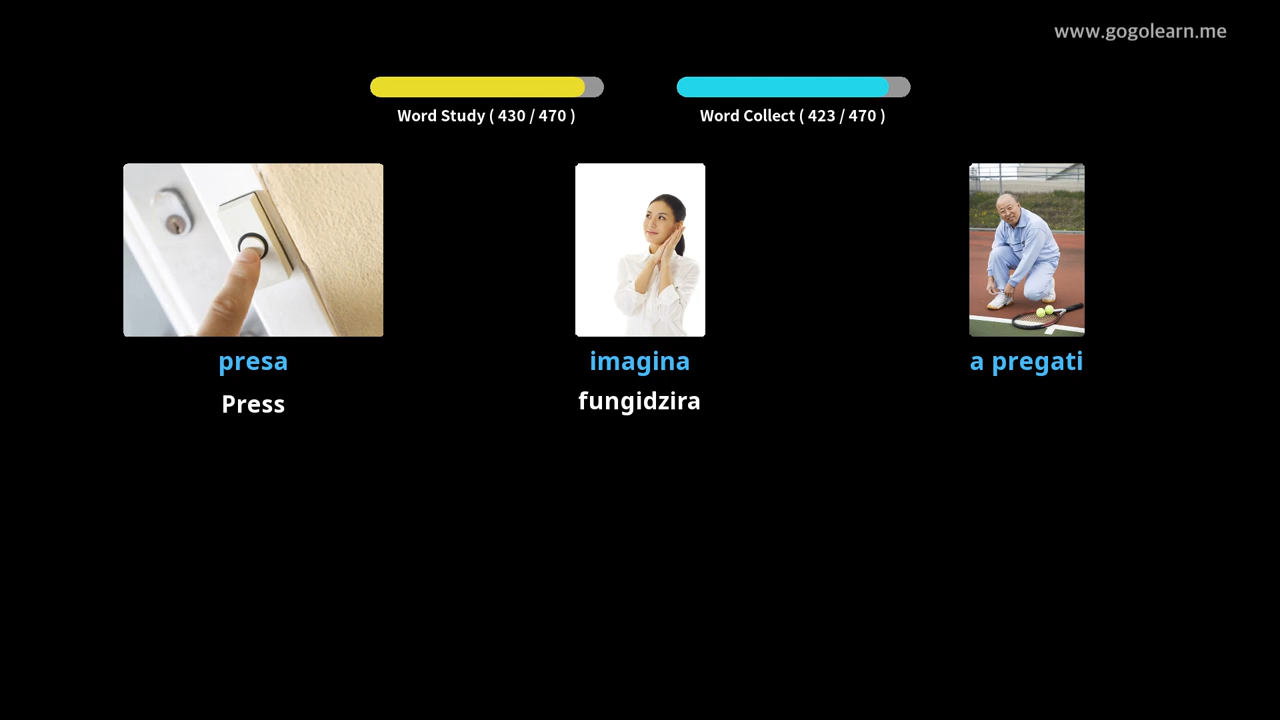 www.gogolearn.me
Word Study ( 430 / 470 )
Word Collect ( 423 / 470 )
presa
imagina
a pregati
Press
fungidzira